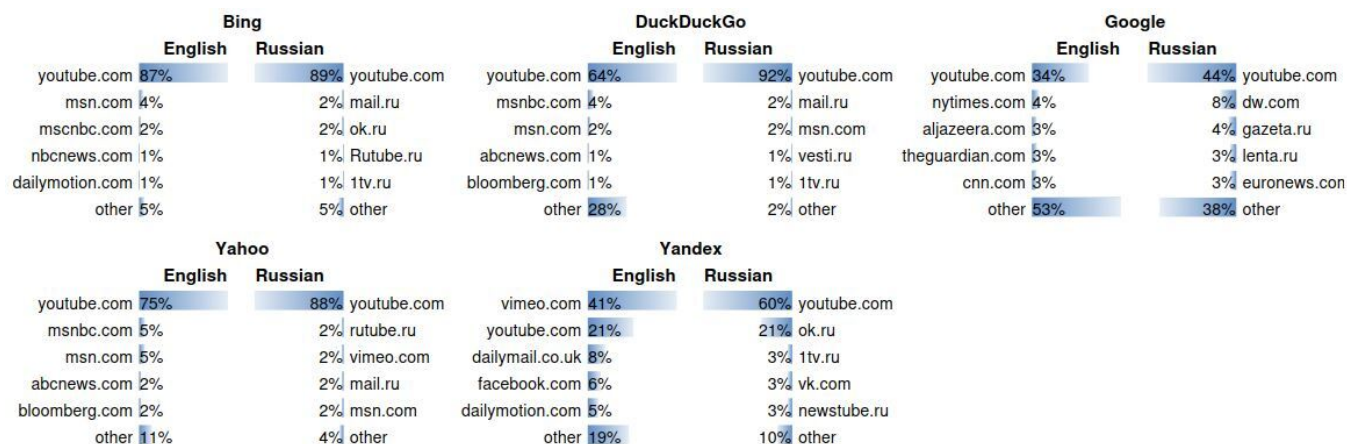 Bing DuckDuckGo Google
English Russian English Russian English Russian
youtube.com 87% 89% youtube.com youtube.com 64% 92% youtube.com youtube.com 34% 44% youtube.com
msn.com 4% 2% mail.ru msnbc.com 4% 2% mail.ru nytimes.com 4% 8% dw.com
mscnbc.com 2% 2% ok.ru msn.com 2% 2% msn.com aljazeera.com 3% 4% gazeta.ru
nbcnews.com 1% 1% Rutube.ru abcnews.com 1% 1% vesti.ru theguardian.com 3% 3% lenta.ru
dailymotion.com 1% 1% 1tv.ru bloomberg.com 1% 1% 1tv.ru cnn.com 3% 3% euronews.con
other 5% 5% other other 28% 2% other other 53% 38% other
Yahoo Yandex
English Russian English Russian
youtube.com 75% 88% youtube.com vimeo.com 41% 60% youtube.com
msnbc.com 5% 2% rutube.ru youtube.com 21% 21% ok.ru
msn.com 5% 2% vimeo.com dailymail.co.uk 8% 3% 1tv.ru
abcnews.com 2% 2% mail.ru facebook.com 6% 3% vk.com
bloomberg.com 2% 2% msn.com dailymotion.com 5% 3% newstube.ru
other 11% 4% other other 19% 10% other